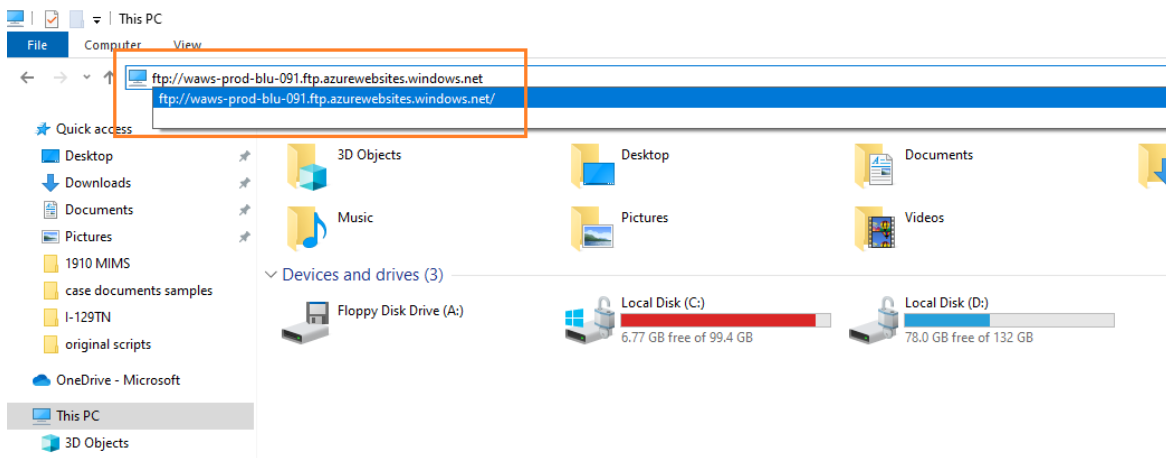 This PC
File Computer View
ftp://waws-prod-blu-091.ftp.azurewebsites.windows.net
ftp://waws-prod-blu-091.ftp.azurewebsites.windows.net/
Quick access
Desktop
Downloads
Documents
Pictures
1910 MIMS
case documents samples
I-129TN
original scripts
OneDrive - Microsoft
This PC
3D Objects
3D Objects Desktop Documents
Music Pictures Videos
Devices and drives (3)
Floppy Disk Drive (A:)
Local Disk (C:)
6.77 GB free of 99.4 GB
Local Disk (D:)
78.0 GB free of 132 GB